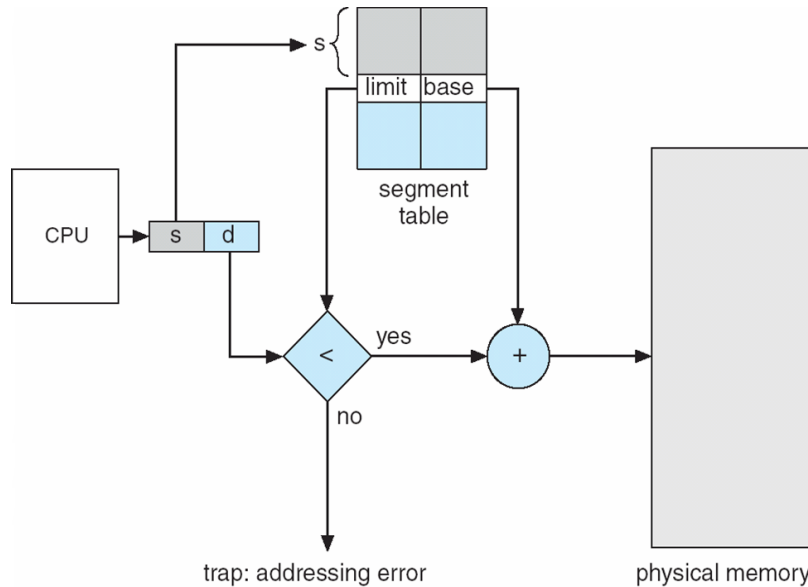 s
limit base
segment
table
CPU
s d
<
yes
+
no
trap: addressing error
physical memory